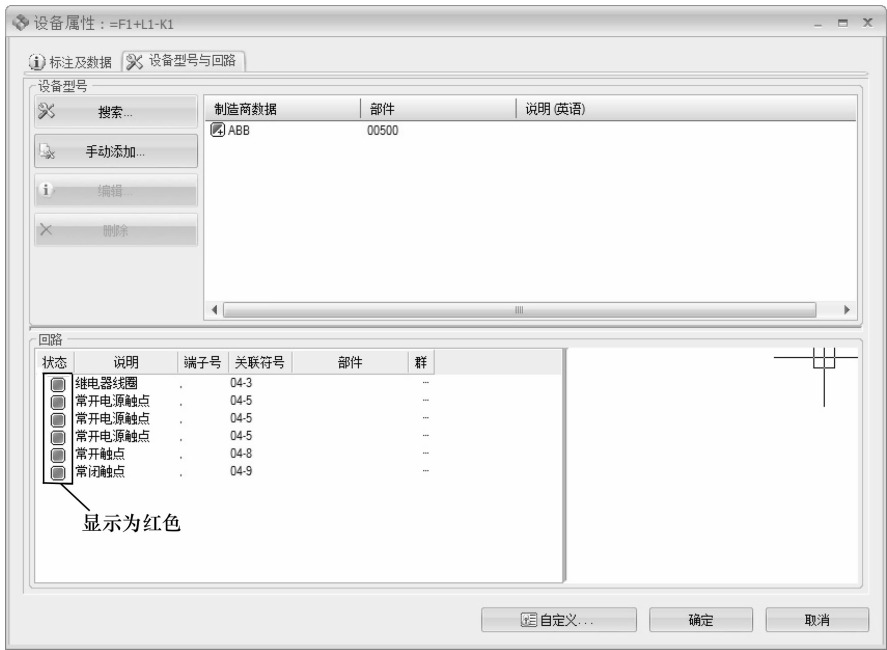 设备属性：=F1+L1-K1
标注及数据 设备型号与回路
设备型号
搜索...
手动添加...
编辑...
删除
制造商数据 部件 说明 (英语)
ABB 00500
回路
状态 说明 端子号 关联符号 部件 群
继电器线圈 . 04-3 ...
常开电源触点 . 04-5 ...
常开电源触点 . 04-5 ...
常开电源触点 . 04-5 ...
常开触点 . 04-8 ...
常闭触点 . 04-9 ...
显示为红色
自定义... 确定 取消